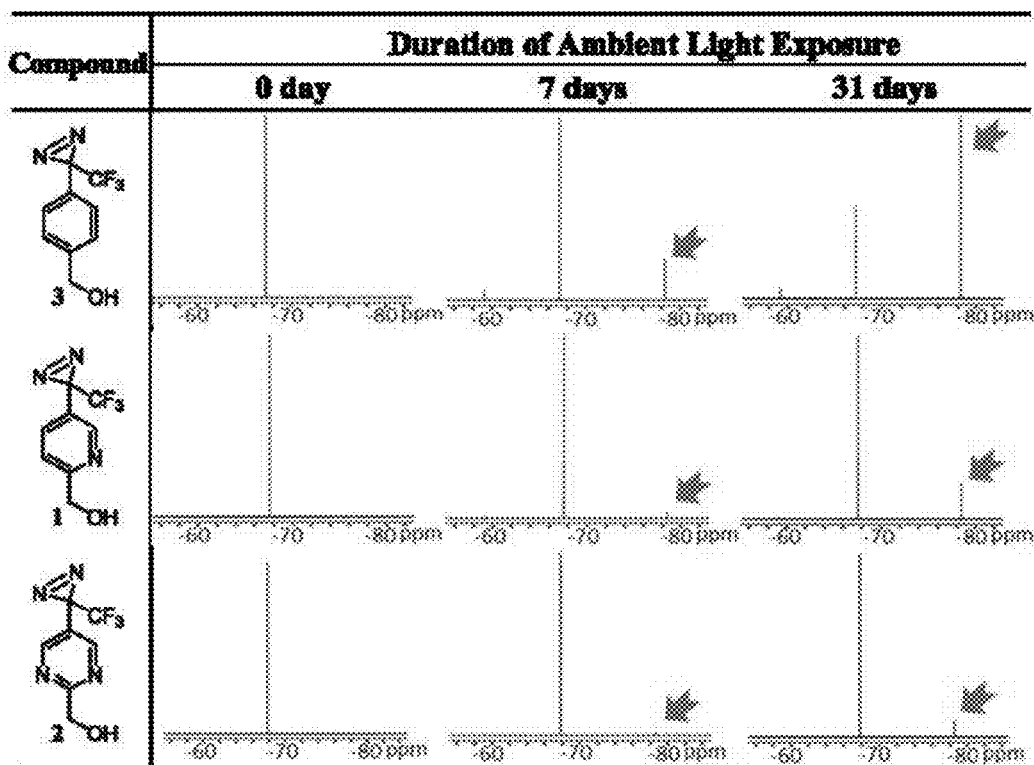 Compound
Duration of Ambient Light Exposure
0 day 7 days 31 days
N N
CF₃
3 OH
-60 -70 -80 ppm
-60 -70 -80 ppm
-60 -70 -80 ppm
N N
CF₃
N
1 OH
-60 -70 -80 ppm
-60 -70 -80 ppm
-60 -70 -80 ppm
N N
CF₃
N N
2 OH
-60 -70 -80 ppm
-60 -70 -80 ppm
-60 -70 -80 ppm